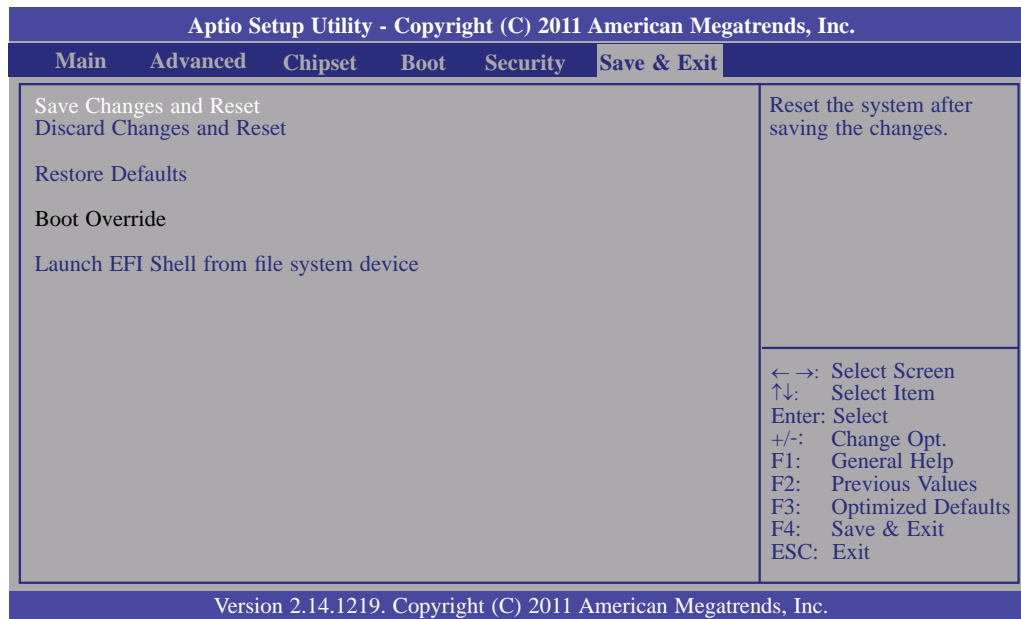 Aptio Setup Utility - Copyright (C) 2011 American Megatrends, Inc.
Main Advanced Chipset Boot Security Save & Exit
Save Changes and Reset
Discard Changes and Reset
Restore Defaults
Boot Override
Launch EFI Shell from file system device
Reset the system after
saving the changes.
← →: Select Screen
↑↓: Select Item
Enter: Select
+/-: Change Opt.
F1: General Help
F2: Previous Values
F3: Optimized Defaults
F4: Save & Exit
ESC: Exit
Version 2.14.1219. Copyright (C) 2011 American Megatrends, Inc.